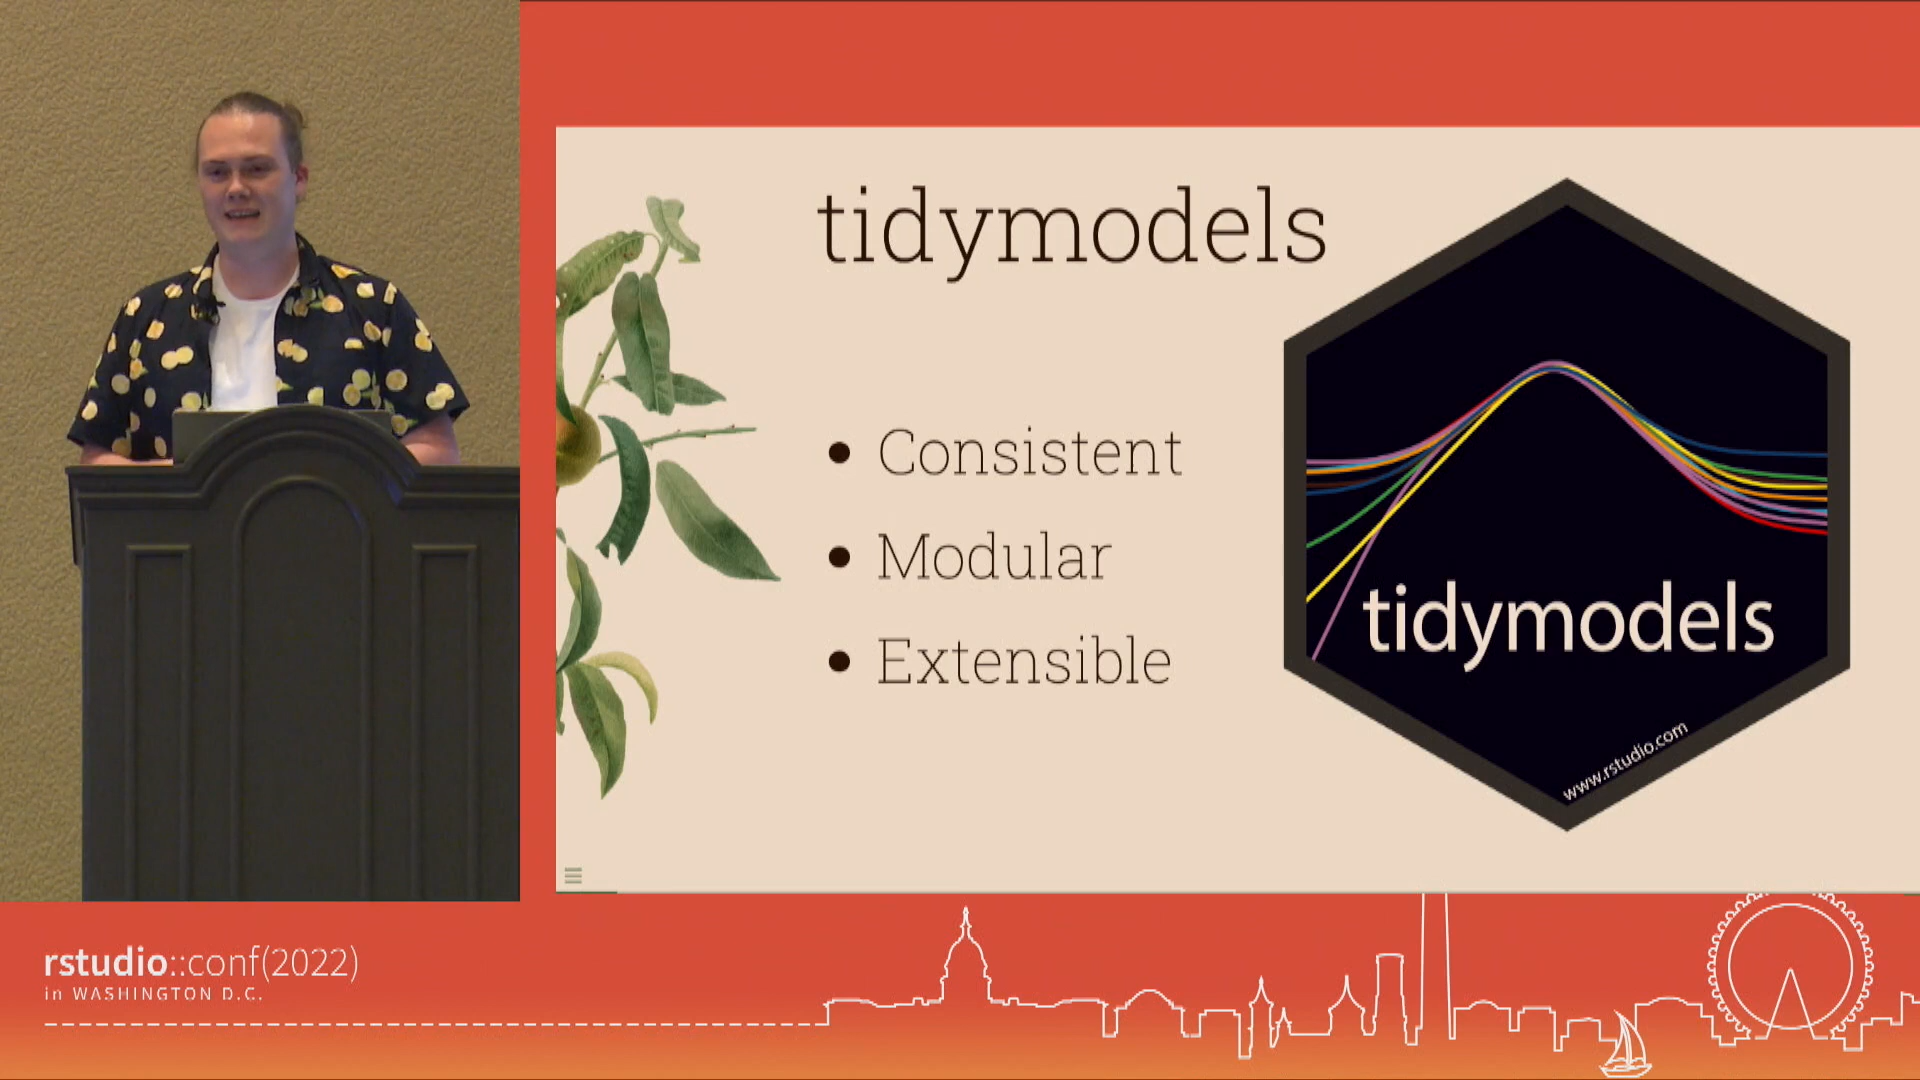 tidymodels
Consistent
Modular
Extensible
tidymodels
www.rstudio.com
rstudio::conf(2022)
in WASHINGTON D.C.